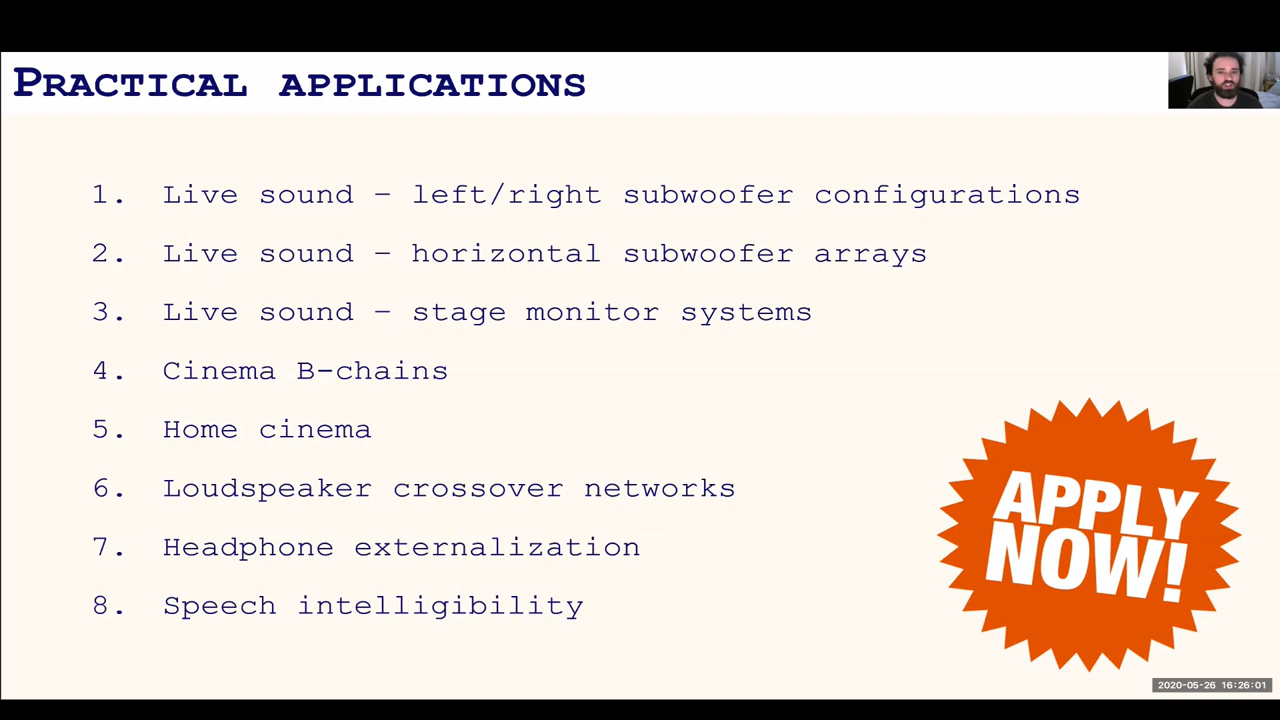 PRACTICAL APPLICATIONS
1. Live sound – left/right subwoofer configurations
2. Live sound – horizontal subwoofer arrays
3. Live sound – stage monitor systems
4. Cinema B-chains
5. Home cinema
6. Loudspeaker crossover networks
7. Headphone externalization
8. Speech intelligibility
APPLY
NOW!
2020-05-26 16:26:01